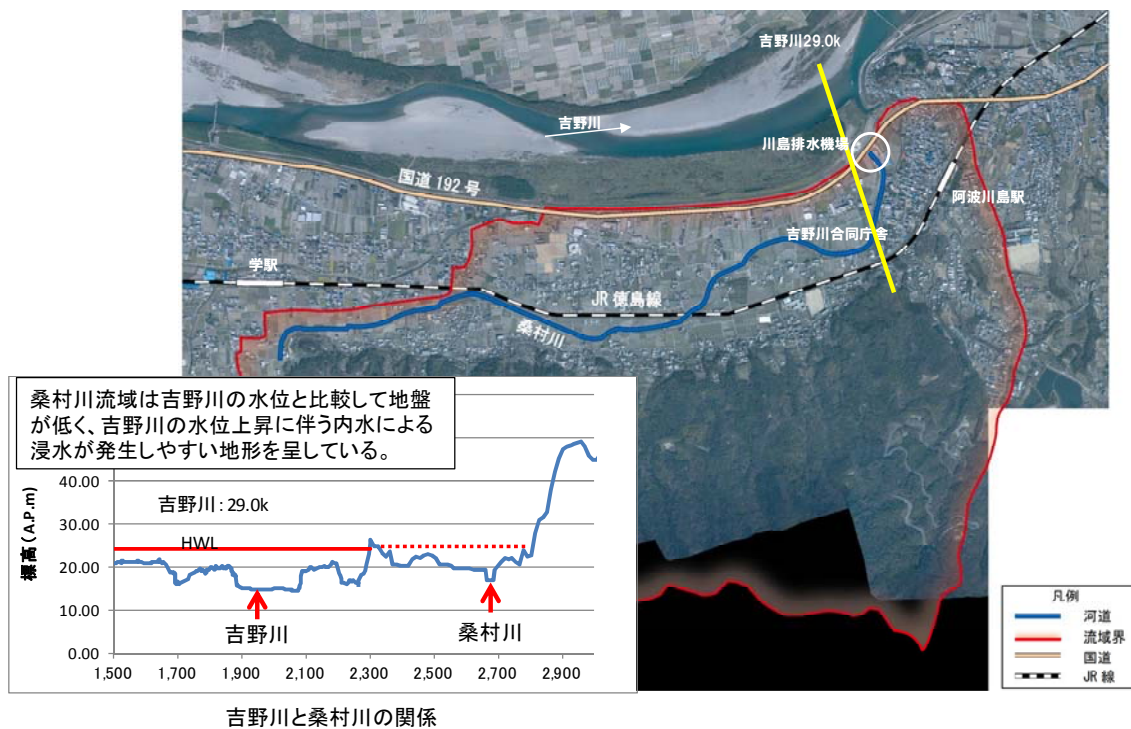 吉野川29.0k
吉野川
川島排水機場
国道192号
阿波川島駅
吉野川合同庁舎
学駅
JR徳島線
桑村川
桑村川流域は吉野川の水位と比較して地盤
が低く、吉野川の水位上昇に伴う内水による
浸水が発生しやすい地形を呈している。
標高(A.P.m)
40.00
30.00
20.00
10.00
0.00
吉野川:29.0k
HWL
吉野川
桑村川
1,500 1,700 1,900 2,100 2,300 2,500 2,700 2,900
吉野川と桑村川の関係
凡例
河道
流域界
国道
JR線